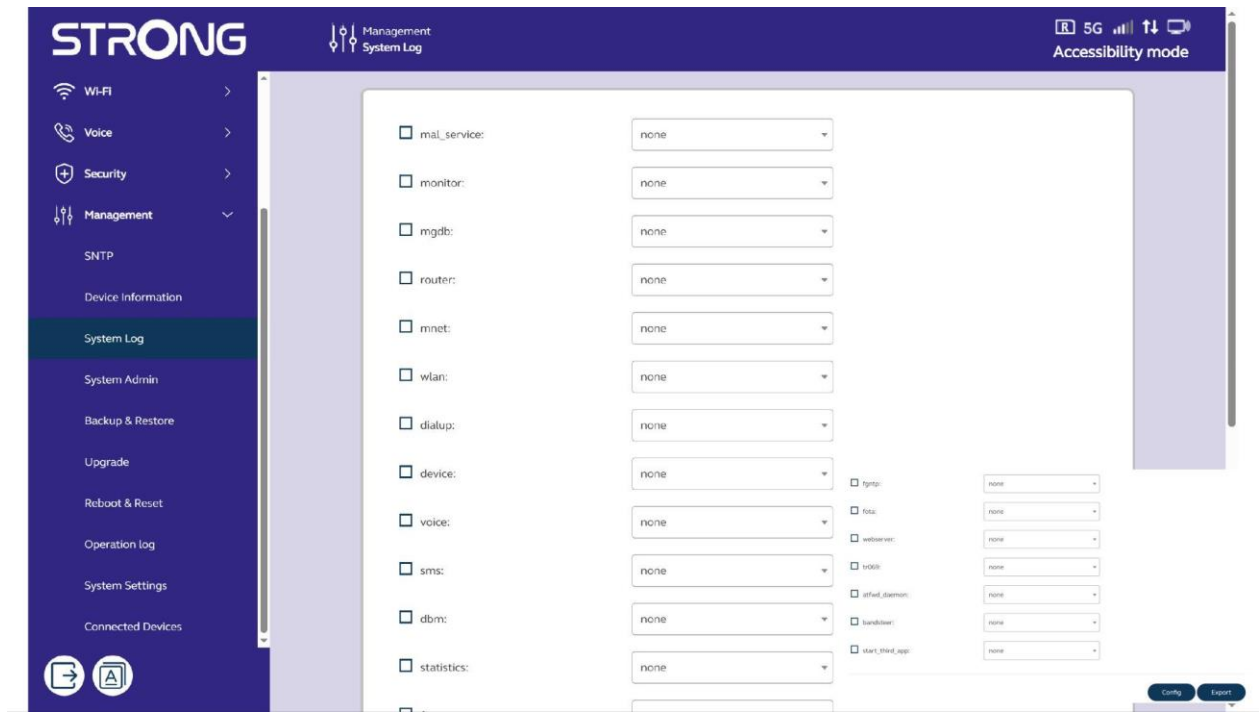 STRONG
Management
System Log
R 5G
Accessibility mode
Wi-Fi
Voice
Security
Management
SNTP
Device Information
System Log
System Admin
Backup & Restore
Upgrade
Reboot & Reset
Operation log
System Settings
Connected Devices
A
mal_service: none
monitor: none
mgdb: none
router: none
mnet: none
wlan: none
dialup: none
device: none
voice: none
sms: none
dbm: none
statistics: none
none
fota: none
webserver: none
tr069: none
atfwd_daemon: none
bandsteer: none
start_third_app: none
Config Export